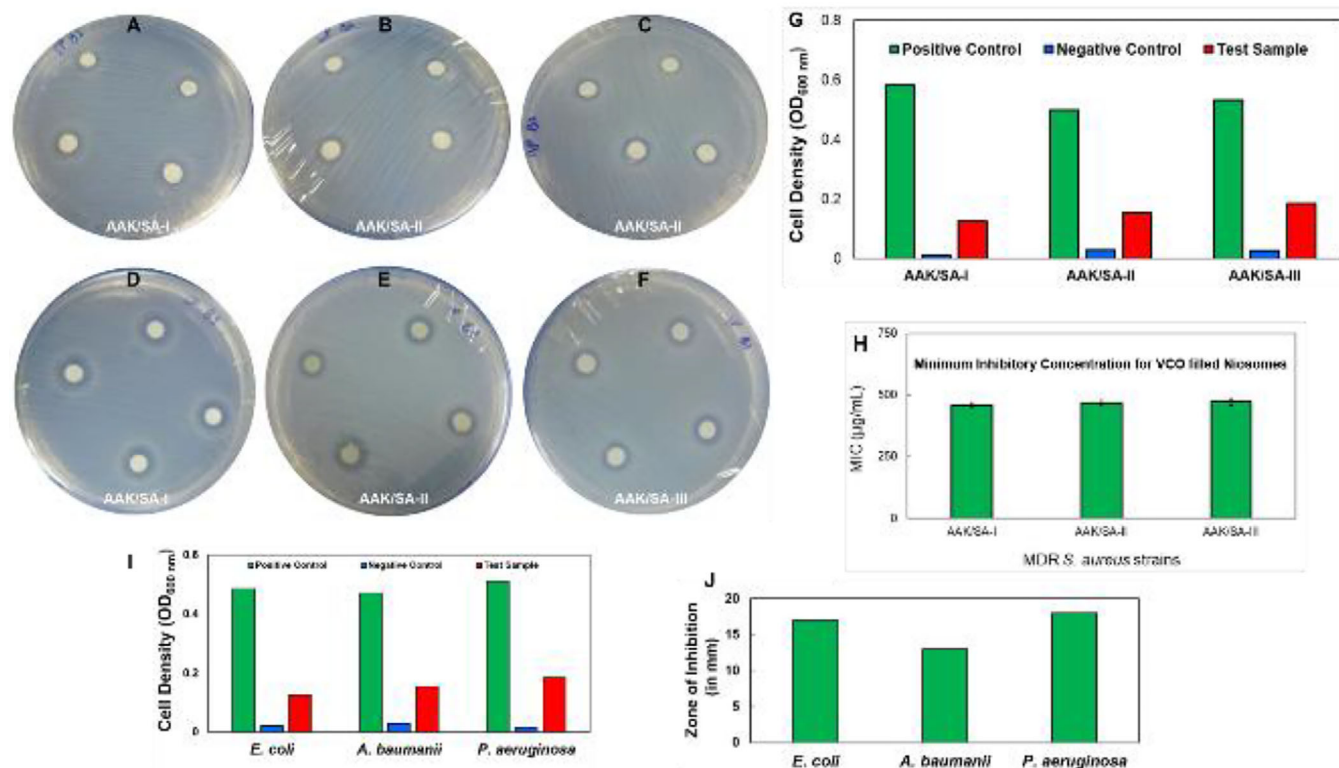 A
B
C
AAK/SA-I
AAK/SA-II
AAK/SA-II
D
E
F
AAK/SA-I
AAK/SA-II
AAK/SA-III
G
Positive Control
Negative Control
Test Sample
Cell Density (OD600 nm)
0.8
0.6
0.4
0.2
0
AAK/SA-I
AAK/SA-II
AAK/SA-III
H
Minimum Inhibitory Concentration for VCO filled Niosomes
MIC (µg/mL)
750
500
250
0
AAK/SA-I
AAK/SA-II
AAK/SA-III
MDR S. aureus strains
I
Positive Control
Negative Control
Test Sample
Cell Density (OD600 nm)
0.6
0.4
0.2
0
E. coli
A. baumanii
P. aeruginosa
J
Zone of Inhibition
(in mm)
20
15
10
5
0
E. coli
A. baumanii
P. aeruginosa